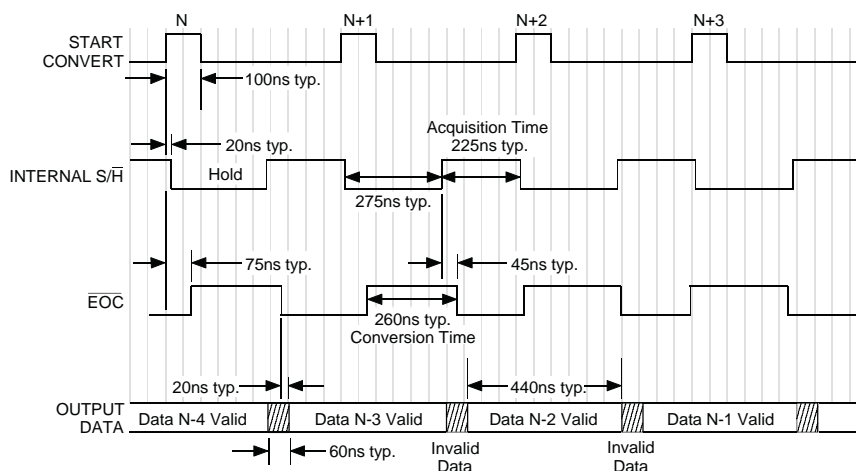 N N+1 N+2 N+3
START
CONVERT
100ns typ.
Acquisition Time
20ns typ. 225ns typ.
INTERNAL S/H̅ Hold
275ns typ.
75ns typ. 45ns typ.
E̅O̅C̅
260ns typ.
Conversion Time
20ns typ. 440ns typ.
OUTPUT
DATA
Data N-4 Valid Data N-3 Valid Data N-2 Valid Data N-1 Valid
60ns typ.
Invalid
Data
Invalid
Data